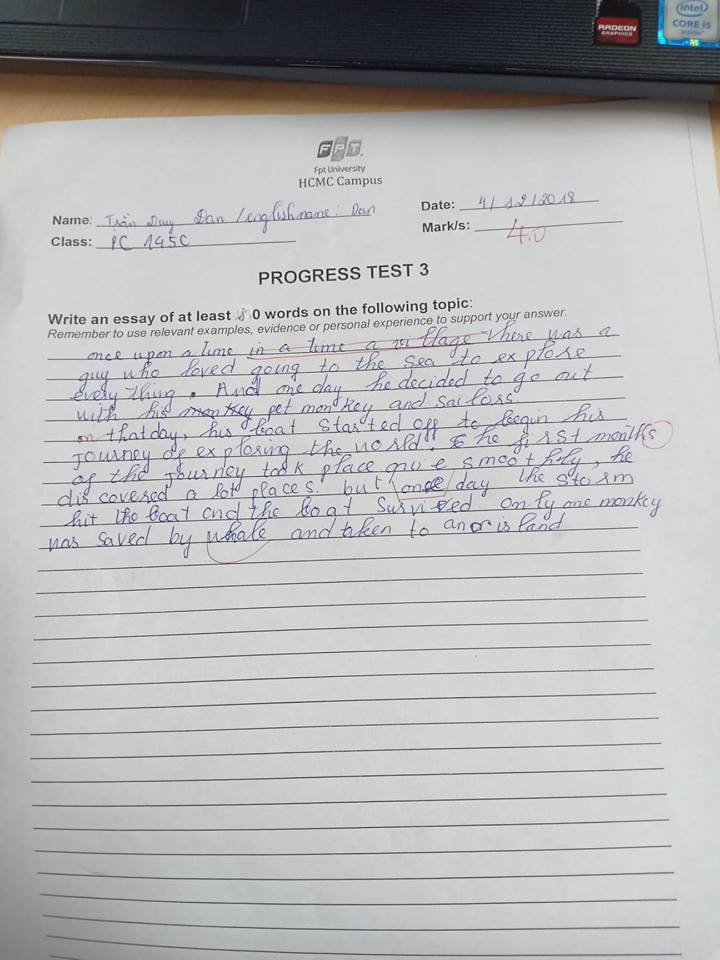 RADEON
GRAPHICS
intel
CORE i5
inside
FPT
Fpt University
HCMC Campus
Name: Trần Duy Đan / english name: Dan
Date: 4/12/2018
Class: PC 145C
Mark/s: 4.0
PROGRESS TEST 3
Write an essay of at least 80 words on the following topic:
Remember to use relevant examples, evidence or personal experience to support your answer.
once upon a time in a time a village there was a
guy who loved going to the sea to explore
every thing. And one day he decided to go out
with his monkey pet monkey and sailors
on that day, his boat started off to begin his
journey of exploring the world. the first months
of the journey took place quite smoothly, he
discovered a lot places. but one day the storm
hit the boat and the boat survived only one monkey
was saved by whale and taken to an island